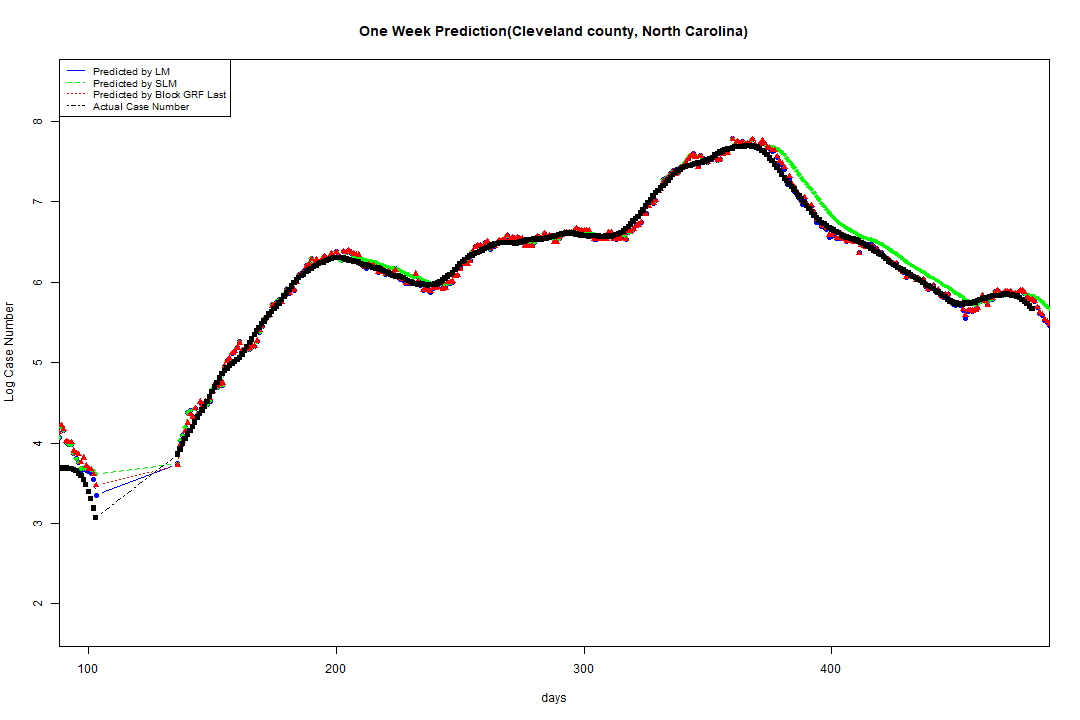 One Week Prediction(Cleveland county, North Carolina)
Predicted by LM
Predicted by SLM
Predicted by Block GRF Last
Actual Case Number
8
7
6
5
4
3
2
Log Case Number
100 200 300 400
days